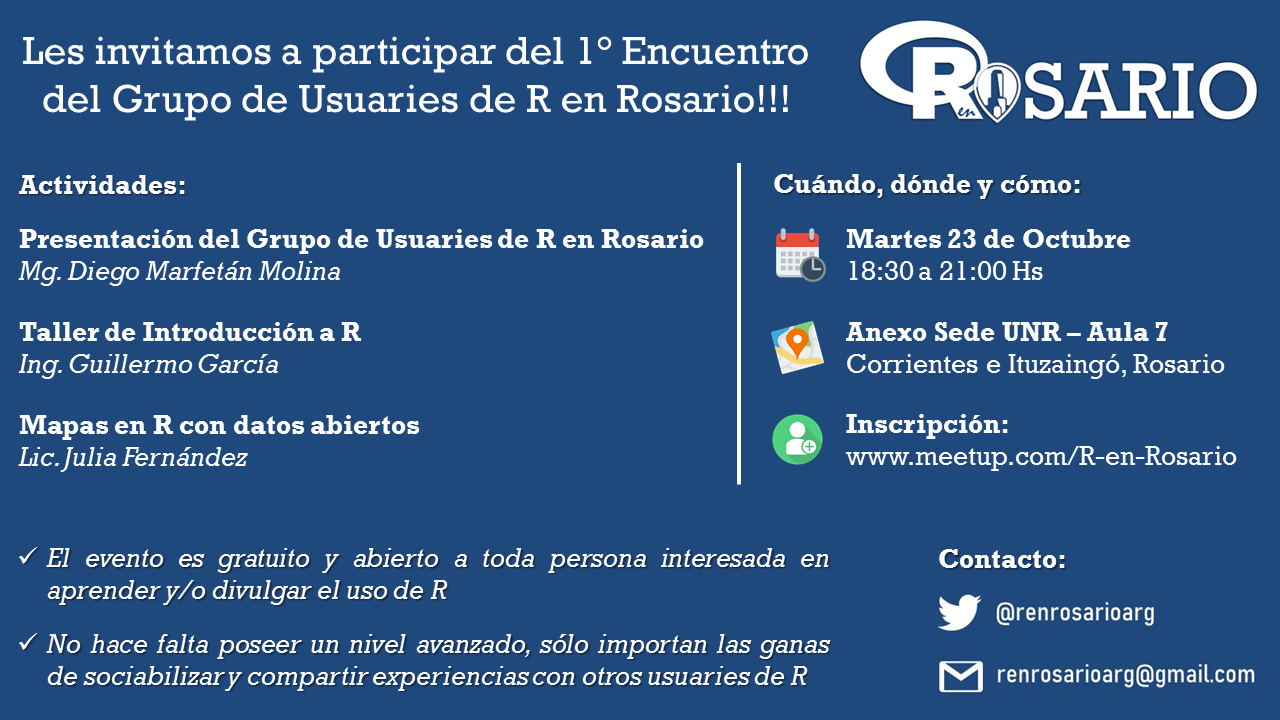 Les invitamos a participar del 1° Encuentro
del Grupo de Usuaries de R en Rosario!!!
R en ROSARIO
Actividades:
Presentación del Grupo de Usuaries de R en Rosario
Mg. Diego Marfetán Molina
Taller de Introducción a R
Ing. Guillermo García
Mapas en R con datos abiertos
Lic. Julia Fernández
Cuándo, dónde y cómo:
Martes 23 de Octubre
18:30 a 21:00 Hs
Anexo Sede UNR – Aula 7
Corrientes e Ituzaingó, Rosario
Inscripción:
www.meetup.com/R-en-Rosario
✓ El evento es gratuito y abierto a toda persona interesada en
aprender y/o divulgar el uso de R
✓ No hace falta poseer un nivel avanzado, sólo importan las ganas
de sociabilizar y compartir experiencias con otros usuaries de R
Contacto:
@renrosarioarg
renrosarioarg@gmail.com